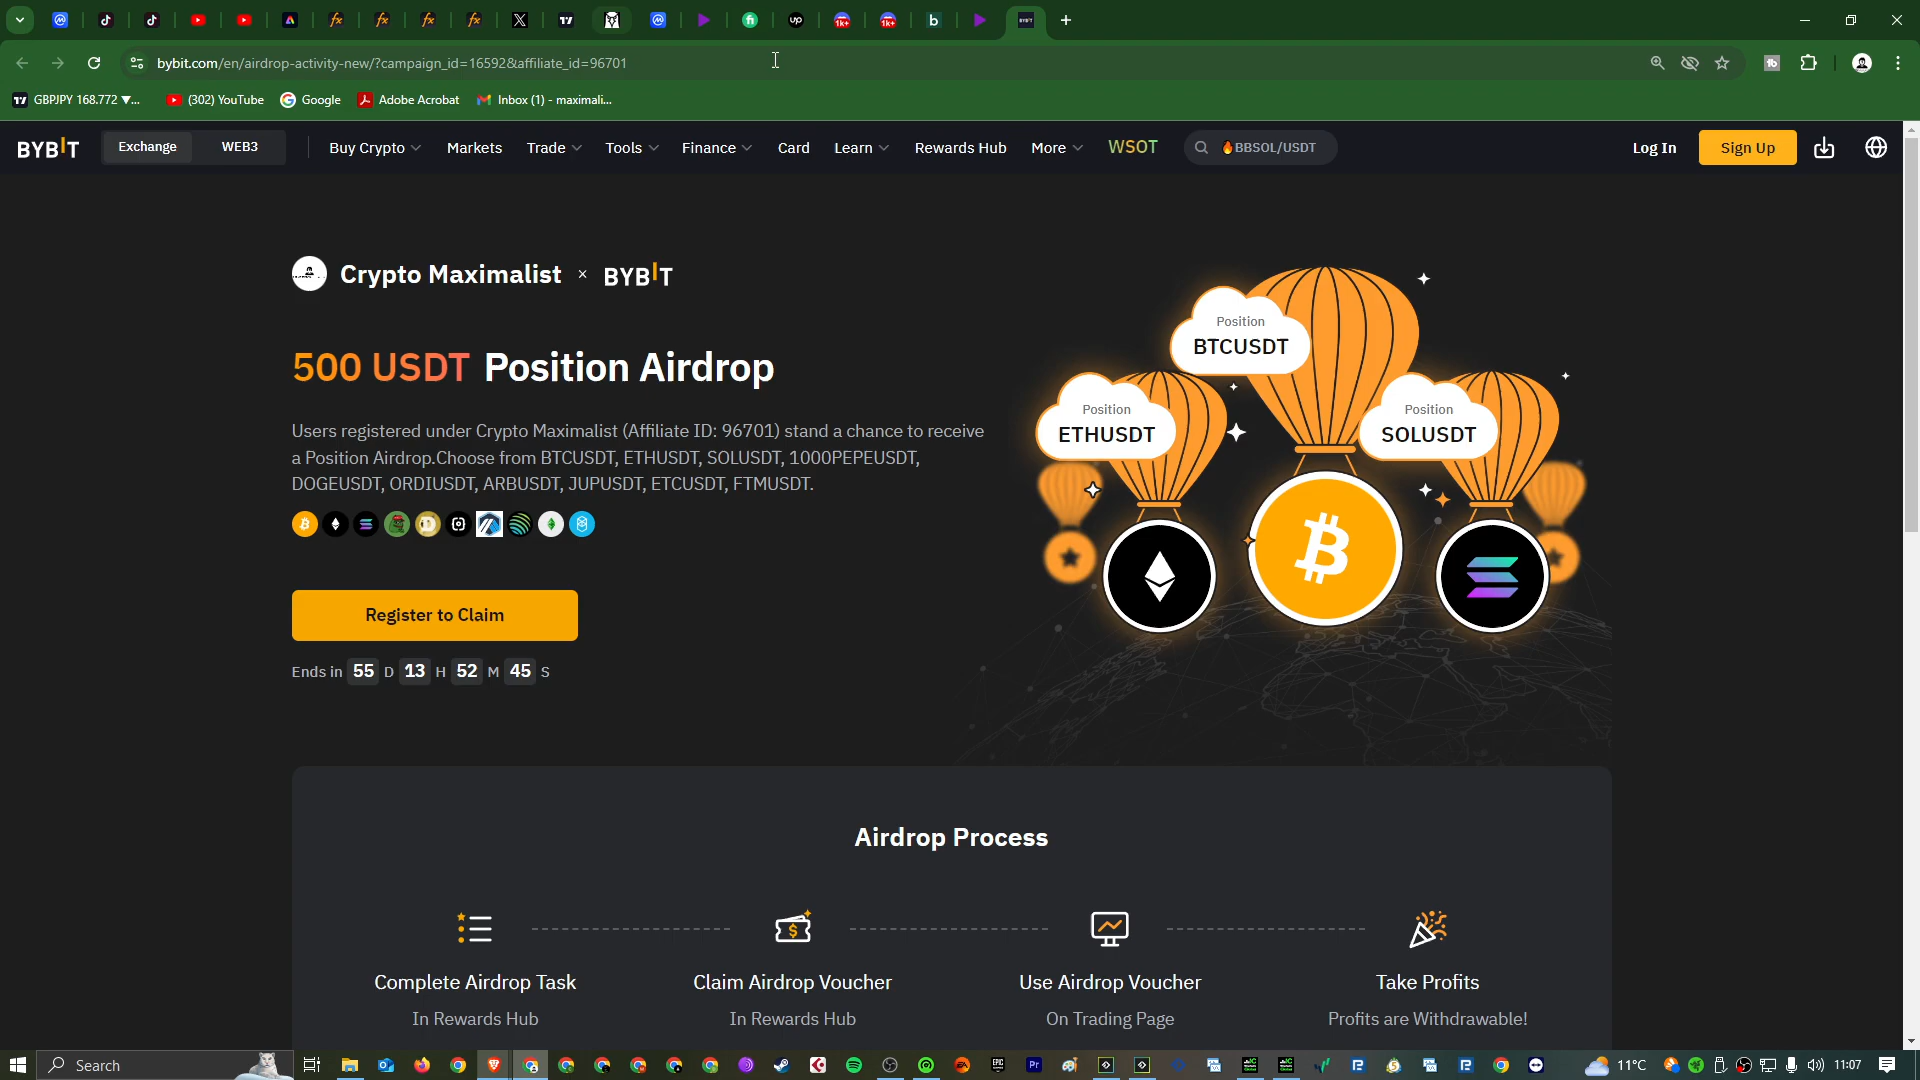 bybit.com/en/airdrop-activity-new/?campaign_id=16592&affiliate_id=96701
GBPJPY 168.772 ▼...
(302) YouTube
Google
Adobe Acrobat
Inbox (1) - maximali...
BYBIT
Exchange
WEB3
Buy Crypto
Markets
Trade
Tools
Finance
Card
Learn
Rewards Hub
More
WSOT
🔥BBSOL/USDT
Log In
Sign Up
Crypto Maximalist × BYBIT
500 USDT Position Airdrop
Users registered under Crypto Maximalist (Affiliate ID: 96701) stand a chance to receive
a Position Airdrop.Choose from BTCUSDT, ETHUSDT, SOLUSDT, 1000PEPEUSDT,
DOGEUSDT, ORDIUSDT, ARBUSDT, JUPUSDT, ETCUSDT, FTMUSDT.
Register to Claim
Ends in 55 D 13 H 52 M 45 S
Position
BTCUSDT
Position
ETHUSDT
Position
SOLUSDT
Airdrop Process
Complete Airdrop Task
In Rewards Hub
Claim Airdrop Voucher
In Rewards Hub
Use Airdrop Voucher
On Trading Page
Take Profits
Profits are Withdrawable!
Search
11°C
11:07